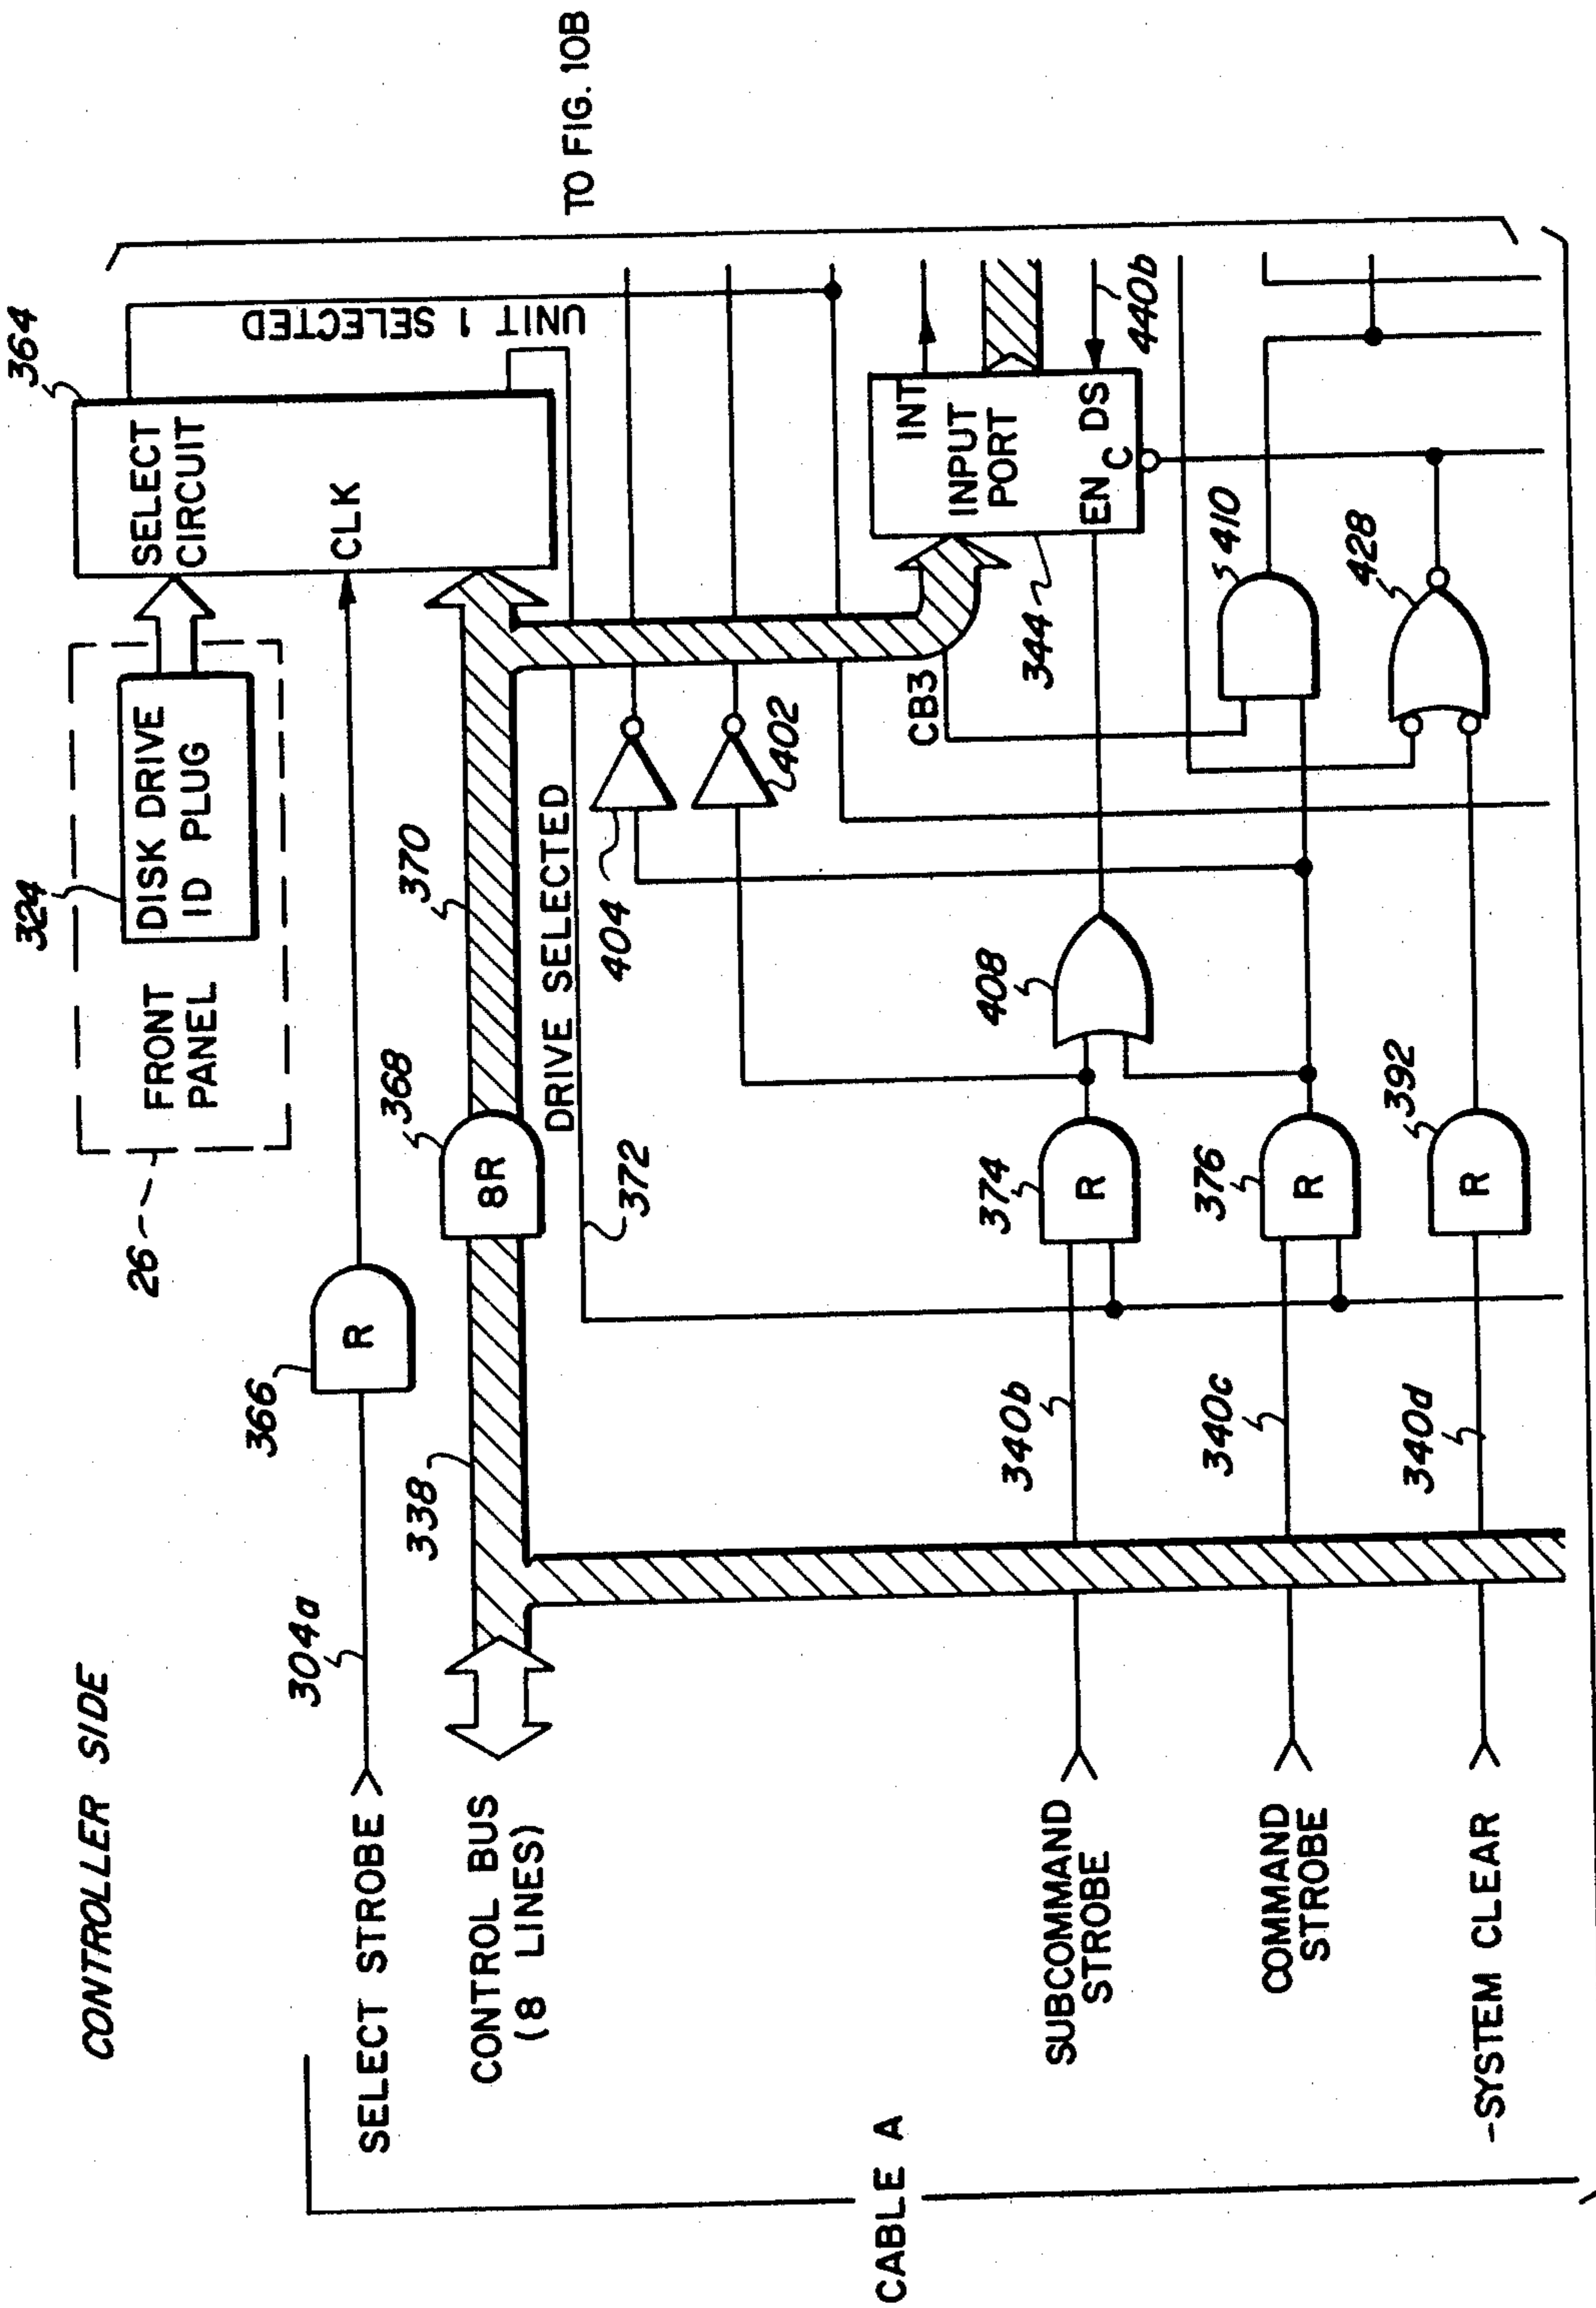 CONTROLLER SIDE
324
26
FRONT
PANEL
DISK DRIVE
ID PLUG
364
SELECT
CIRCUIT
CLK
UNIT 1 SELECTED
TO FIG. 10B
304a
366
R
SELECT STROBE
CONTROL BUS
(8 LINES)
338
368
8R
370
DRIVE SELECTED
372
404
402
CB3
344
INT
INPUT
PORT
EN
C
DS
440b
CABLE A
SUBCOMMAND
STROBE
340b
374
R
408
COMMAND
STROBE
340c
376
R
410
-SYSTEM CLEAR
340d
392
R
428